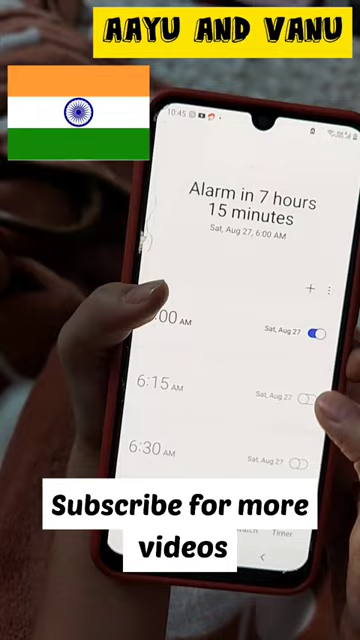 AAYU AND VANU
10:45
Alarm in 7 hours
15 minutes
Sat, Aug 27, 6:00 AM
:00 AM
Sat, Aug 27
6:15 AM
Sat, Aug 27
6:30 AM
Sat, Aug 27
Subscribe for more
videos
Timer